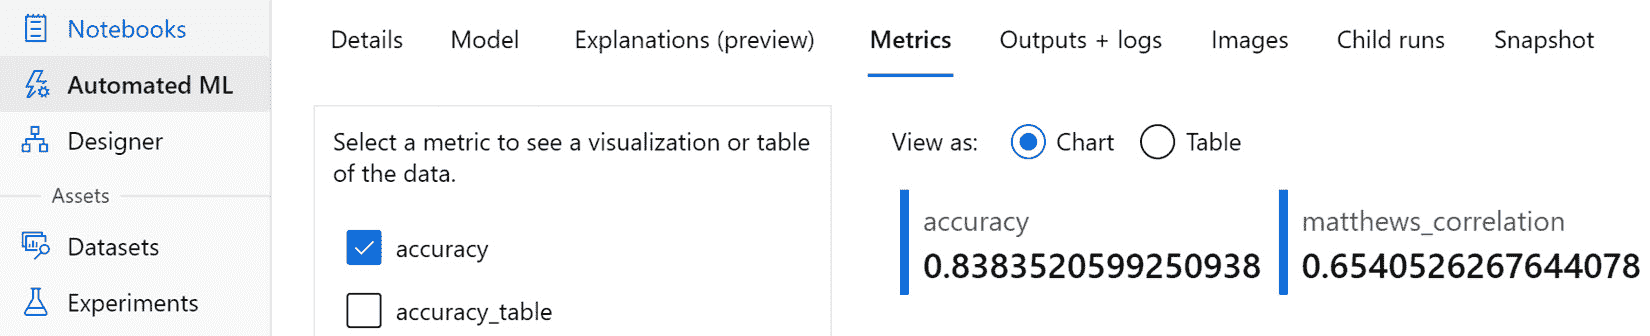 Notebooks
Automated ML
Designer
Assets
Datasets
Experiments
Details Model Explanations (preview) Metrics Outputs + logs Images Child runs Snapshot
Select a metric to see a visualization or table
of the data.
accuracy
accuracy_table
View as: Chart Table
accuracy matthews_correlation
0.8383520599250938 0.6540526267644078